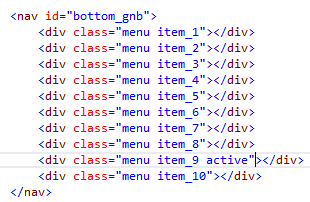 <nav id="bottom_gnb">
<div class="menu item_1"></div>
<div class="menu item_2"></div>
<div class="menu item_3"></div>
<div class="menu item_4"></div>
<div class="menu item_5"></div>
<div class="menu item_6"></div>
<div class="menu item_7"></div>
<div class="menu item_8"></div>
<div class="menu item_9 active"></div>
<div class="menu item_10"></div>
</nav>